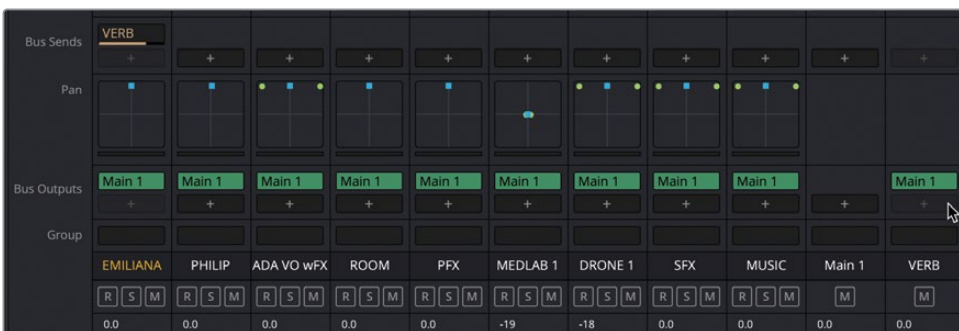 Bus Sends VERB
+ + + + + + + + + + +
Pan
Bus Outputs Main 1 Main 1 Main 1 Main 1 Main 1 Main 1 Main 1 Main 1 Main 1 Main 1
+ + + + + + + + + + +
Group
EMILIANA PHILIP ADA VO wFX ROOM PFX MEDLAB 1 DRONE 1 SFX MUSIC Main 1 VERB
R S M R S M R S M R S M R S M R S M R S M R S M R S M M M
0.0 0.0 0.0 0.0 0.0 -19 -18 0.0 0.0 0.0 0.0